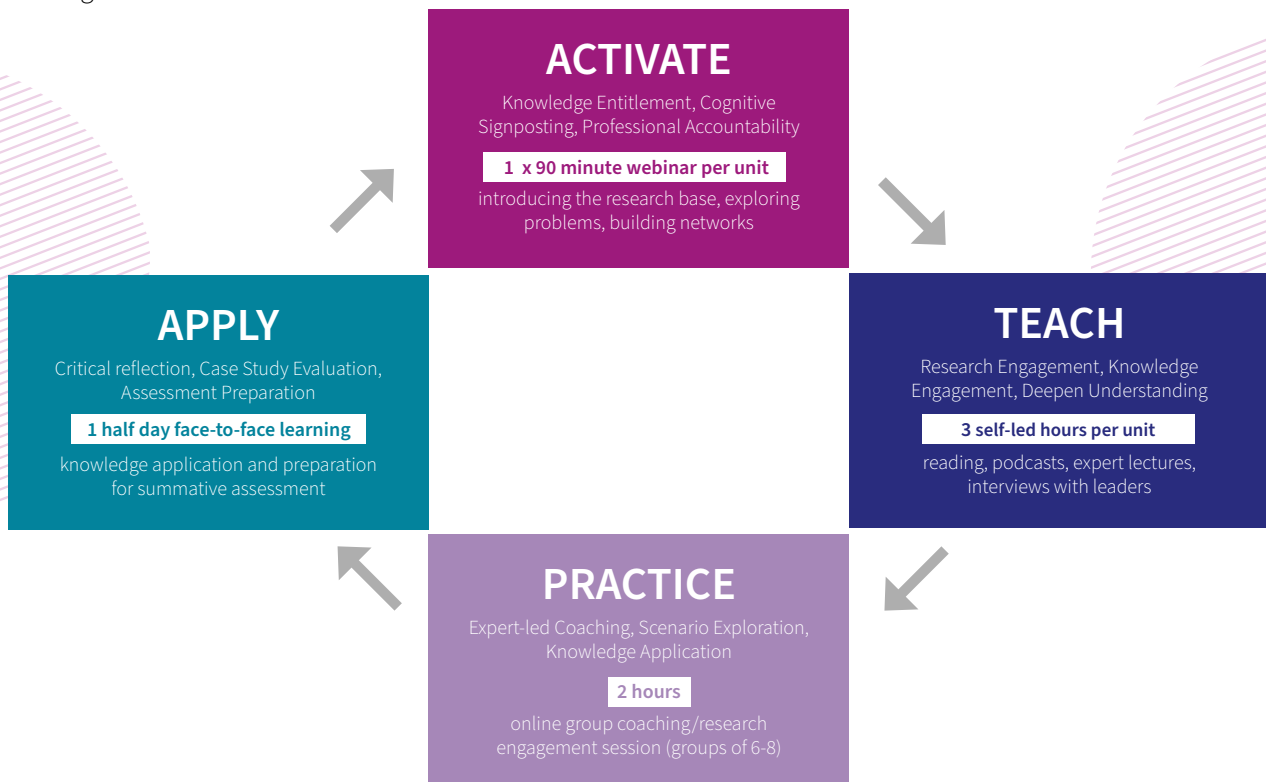 ACTIVATE
Knowledge Entitlement, Cognitive
Signposting, Professional Accountability
1 x 90 minute webinar per unit
introducing the research base, exploring
problems, building networks
TEACH
Research Engagement, Knowledge
Engagement, Deepen Understanding
3 self-led hours per unit
reading, podcasts, expert lectures,
interviews with leaders
PRACTICE
Expert-led Coaching, Scenario Exploration,
Knowledge Application
2 hours
online group coaching/research
engagement session (groups of 6-8)
APPLY
Critical reflection, Case Study Evaluation,
Assessment Preparation
1 half day face-to-face learning
knowledge application and preparation
for summative assessment